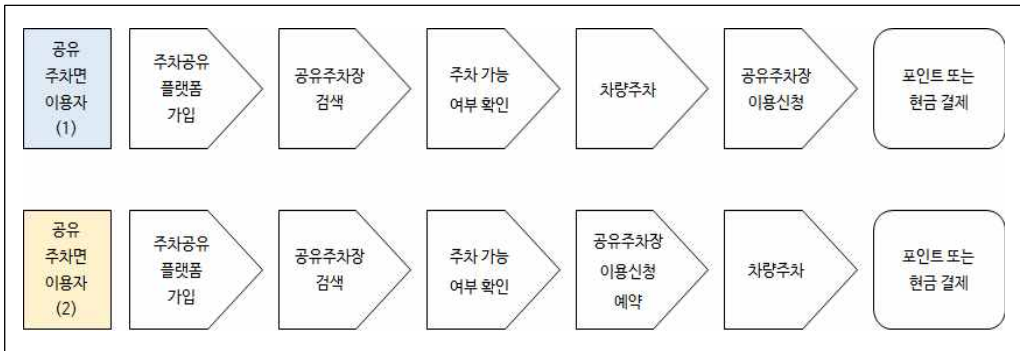 공유
주차면
이용자
(1)
주차공유
플랫폼
가입
공유주차장
검색
주차 가능
여부 확인
차량주차
공유주차장
이용신청
포인트 또는
현금 결제
공유
주차면
이용자
(2)
주차공유
플랫폼
가입
공유주차장
검색
주차 가능
여부 확인
공유주차장
이용신청
예약
차량주차
포인트 또는
현금 결제